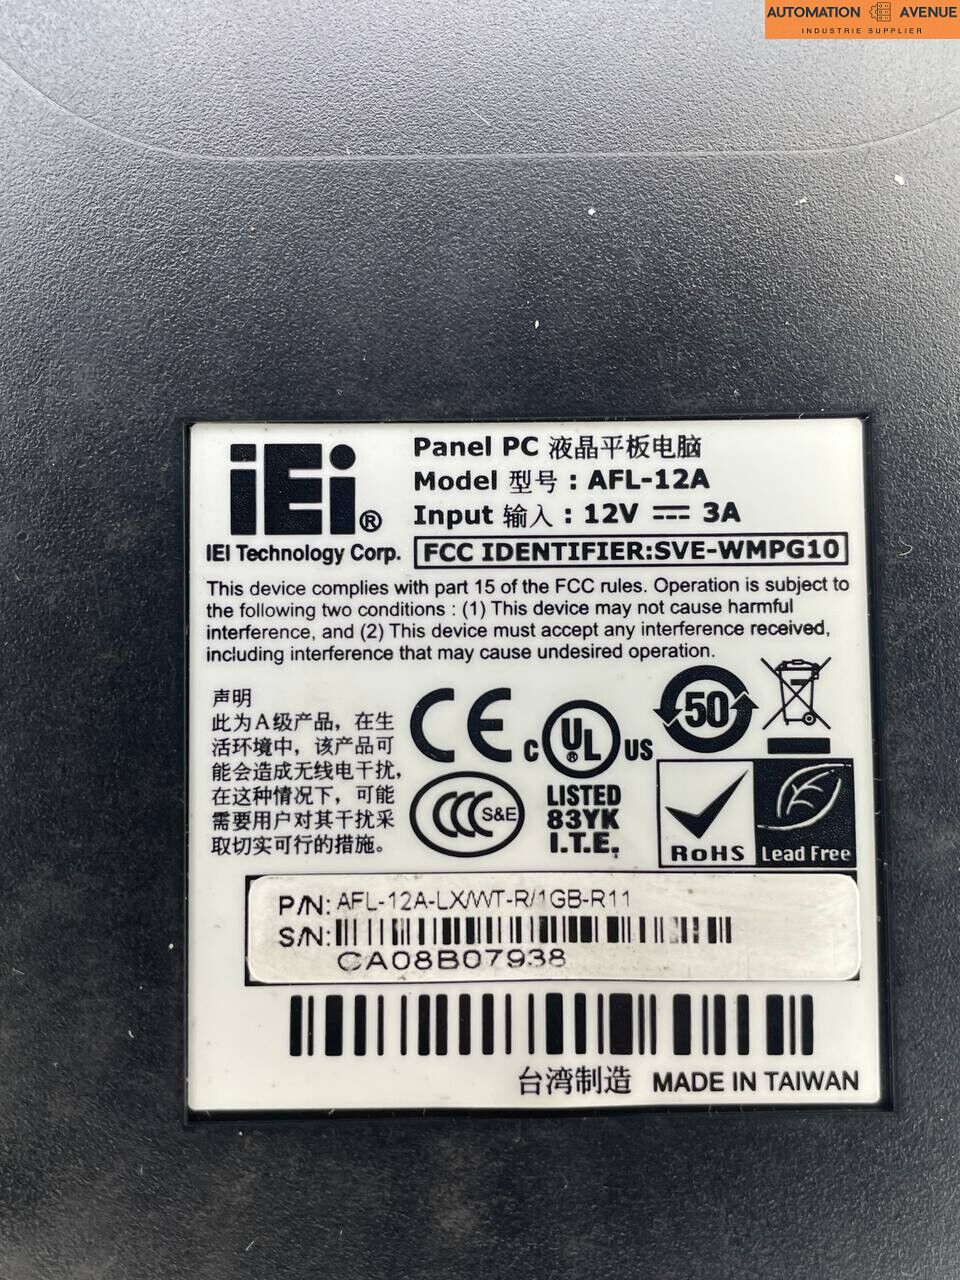 AUTOMATION AVENUE
INDUSTRIE SUPPLIER
iEi®
IEI Technology Corp.
Panel PC 液晶平板电脑
Model 型号 : AFL-12A
Input 输入 : 12V ⎓ 3A
FCC IDENTIFIER:SVE-WMPG10
This device complies with part 15 of the FCC rules. Operation is subject to
the following two conditions : (1) This device may not cause harmful
interference, and (2) This device must accept any interference received,
including interference that may cause undesired operation.
声明
此为A级产品，在生
活环境中，该产品可
能会造成无线电干扰，
在这种情况下，可能
需要用户对其干扰采
取切实可行的措施。
CE
C UL® US
LISTED
83YK
I.T.E.
50
CCC S&E
RoHS Lead Free
P/N: AFL-12A-LX/WT-R/1GB-R11
S/N:
CA08B07938
台湾制造 MADE IN TAIWAN